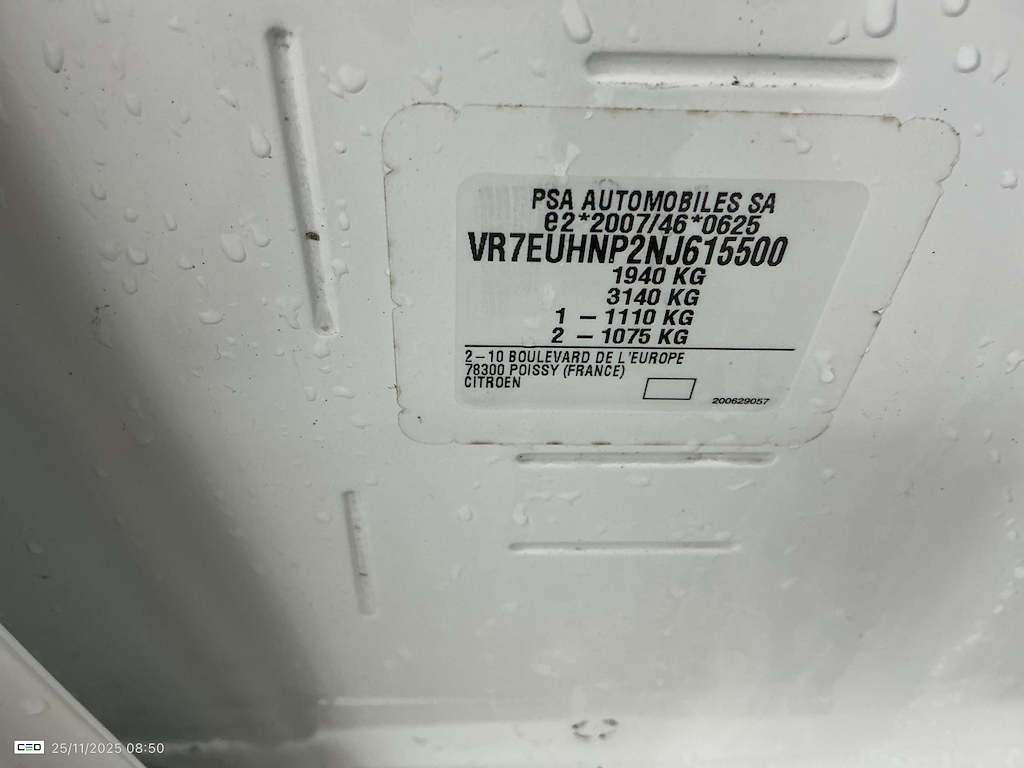 PSA AUTOMOBILES SA
e2*2007/46*0625
VR7EUHNP2NJ615500
1940 KG
3140 KG
1 – 1110 KG
2 – 1075 KG
2–10 BOULEVARD DE L'EUROPE
78300 POISSY (FRANCE)
CITROEN
200629057
CEO 25/11/2025 08:50